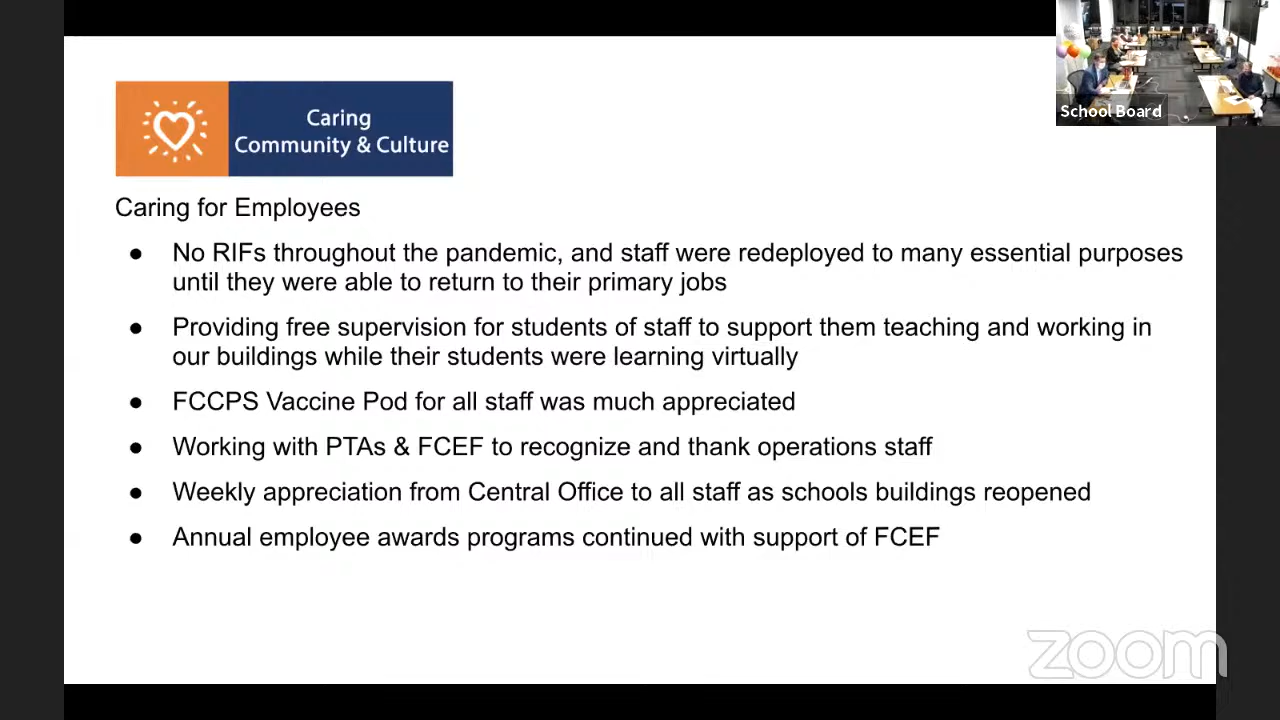 School Board
Caring
Community & Culture
Caring for Employees
● No RIFs throughout the pandemic, and staff were redeployed to many essential purposes
until they were able to return to their primary jobs
● Providing free supervision for students of staff to support them teaching and working in
our buildings while their students were learning virtually
● FCCPS Vaccine Pod for all staff was much appreciated
● Working with PTAs & FCEF to recognize and thank operations staff
● Weekly appreciation from Central Office to all staff as schools buildings reopened
● Annual employee awards programs continued with support of FCEF
zoom